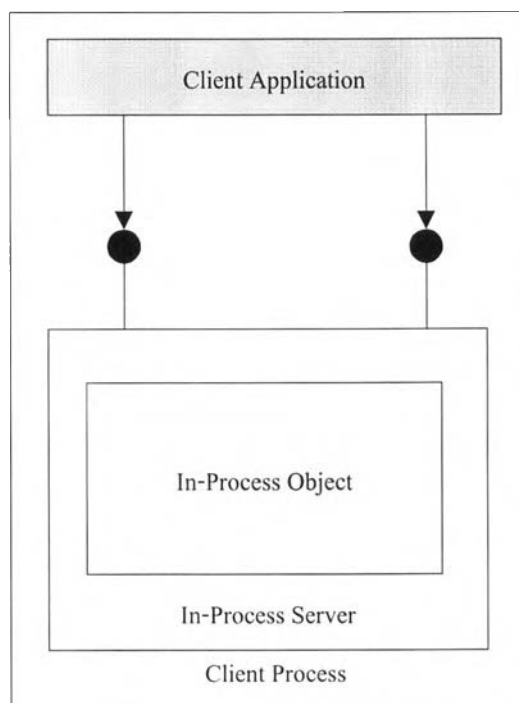 Client Application
In-Process Object
In-Process Server
Client Process